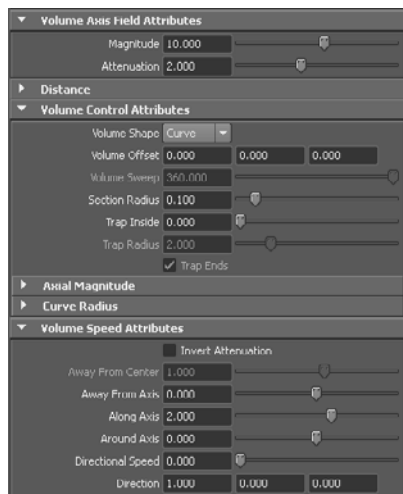 Volume Axis Field Attributes
Magnitude 10.000
Attenuation 2.000
Distance
Volume Control Attributes
Volume Shape Curve
Volume Offset 0.000 0.000 0.000
Volume Sweep 360.000
Section Radius 0.100
Trap Inside 0.000
Trap Radius 2.000
Trap Ends
Axial Magnitude
Curve Radius
Volume Speed Attributes
Invert Attenuation
Away From Center 1.000
Away From Axis 0.000
Along Axis 2.000
Around Axis 0.000
Directional Speed 0.000
Direction 1.000 0.000 0.000